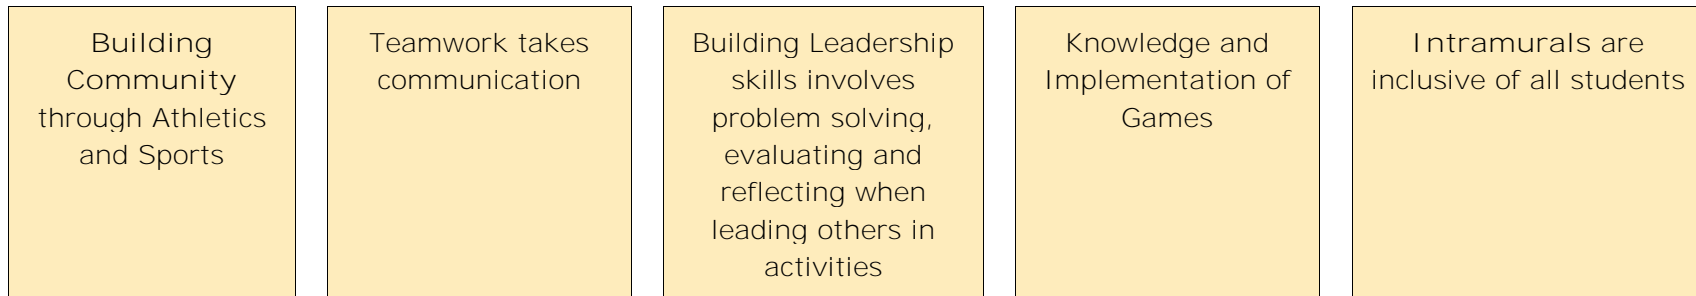 Building
Community
through Athletics
and Sports
Teamwork takes
communication
Building Leadership
skills involves
problem solving,
evaluating and
reflecting when
leading others in
activities
Knowledge and
Implementation of
Games
Intramurals are
inclusive of all students